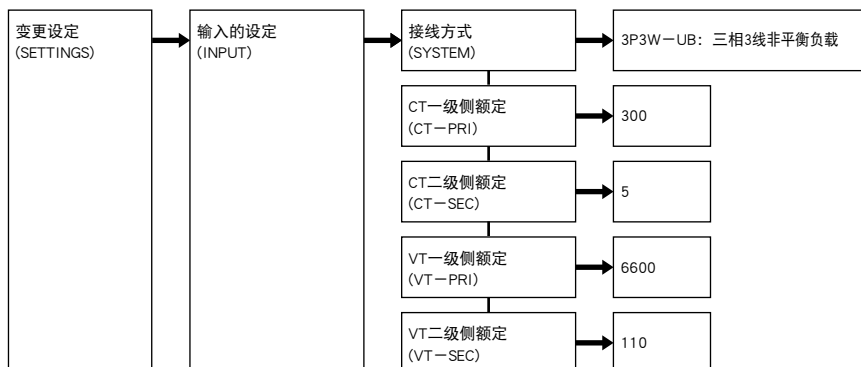 变更设定
(SETTINGS)
输入的设定
(INPUT)
接线方式
(SYSTEM)
3P3W－UB：三相3线非平衡负载
CT一级侧额定
(CT－PRI)
300
CT二级侧额定
(CT－SEC)
5
VT一级侧额定
(VT－PRI)
6600
VT二级侧额定
(VT－SEC)
110